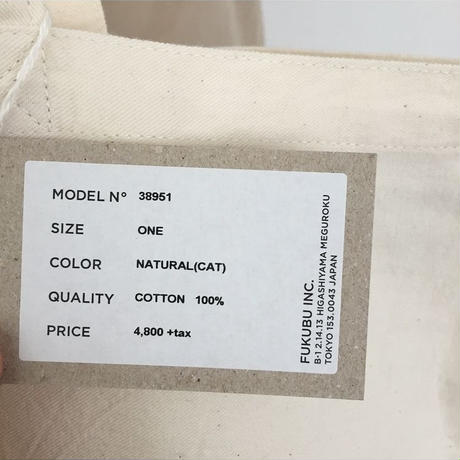 MODEL Nº 38951
SIZE ONE
COLOR NATURAL(CAT)
QUALITY COTTON 100%
PRICE 4,800 +tax
FUKUBU INC.
B-1 2.14.13 HIGASHIYAMA MEGUROKU
TOKYO 153.0043 JAPAN